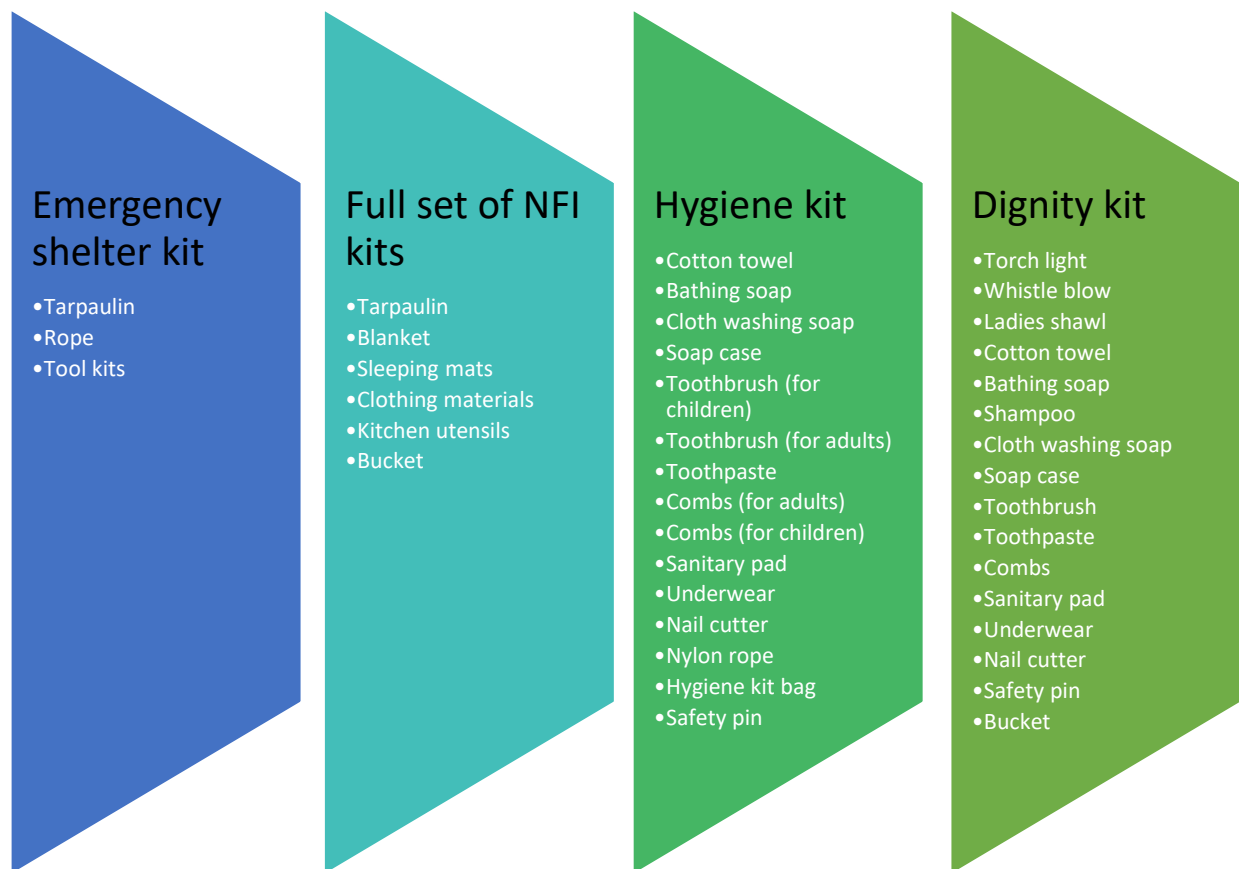 Emergency
shelter kit
•Tarpaulin
•Rope
•Tool kits
Full set of NFI
kits
•Tarpaulin
•Blanket
•Sleeping mats
•Clothing materials
•Kitchen utensils
•Bucket
Hygiene kit
•Cotton towel
•Bathing soap
•Cloth washing soap
•Soap case
•Toothbrush (for
children)
•Toothbrush (for adults)
•Toothpaste
•Combs (for adults)
•Combs (for children)
•Sanitary pad
•Underwear
•Nail cutter
•Nylon rope
•Hygiene kit bag
•Safety pin
Dignity kit
•Torch light
•Whistle blow
•Ladies shawl
•Cotton towel
•Bathing soap
•Shampoo
•Cloth washing soap
•Soap case
•Toothbrush
•Toothpaste
•Combs
•Sanitary pad
•Underwear
•Nail cutter
•Safety pin
•Bucket